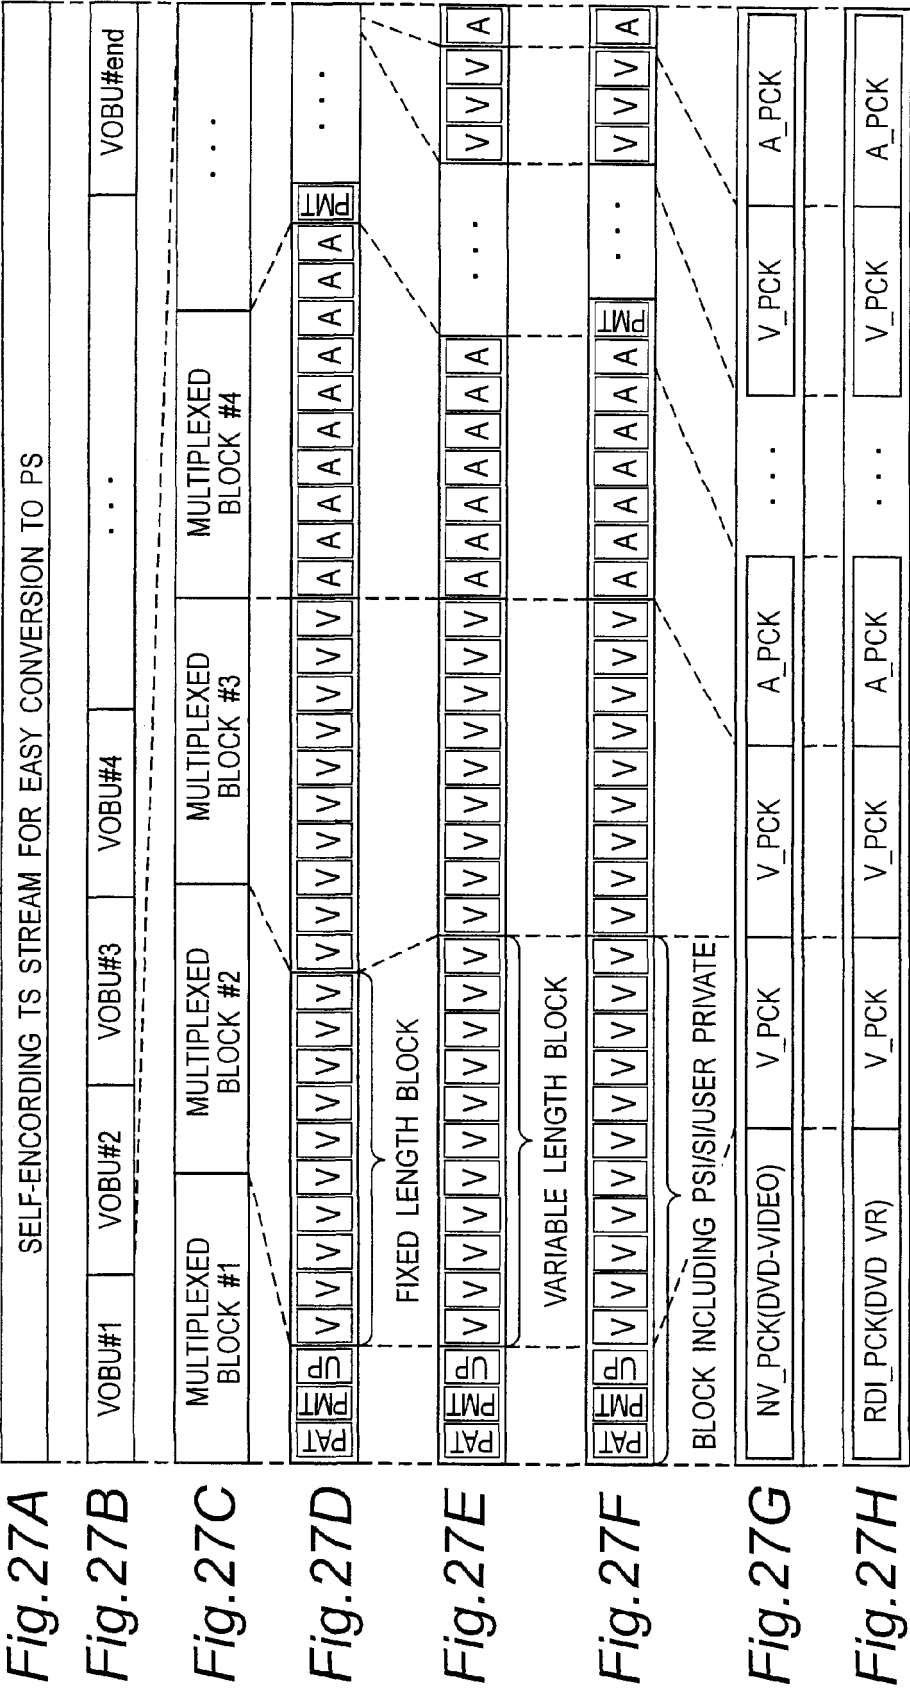 Fig.27A
SELF-ENCORDING TS STREAM FOR EASY CONVERSION TO PS
Fig.27B
VOBU#1 VOBU#2 VOBU#3 VOBU#4 ... VOBU#end
Fig.27C
MULTIPLEXED BLOCK #1
MULTIPLEXED BLOCK #2
MULTIPLEXED BLOCK #3
MULTIPLEXED BLOCK #4
...
Fig.27D
PAT PMT UP V V V V V V V V V V V V V V V V V V V V A A A A A A A A A A PMT ...
FIXED LENGTH BLOCK
Fig.27E
PAT PMT UP V V V V V V V V V V V V V V V V V V V V A A A A A A A ... V V V A
VARIABLE LENGTH BLOCK
Fig.27F
PAT PMT UP V V V V V V V V V V V V V V V V V V V V A A A A A A A PMT ... V V V A
BLOCK INCLUDING PSI/SI/USER PRIVATE
Fig.27G
NV_PCK(DVD-VIDEO) V_PCK V_PCK A_PCK ... V_PCK A_PCK
Fig.27H
RDI_PCK(DVD VR) V_PCK V_PCK A_PCK ... V_PCK A_PCK